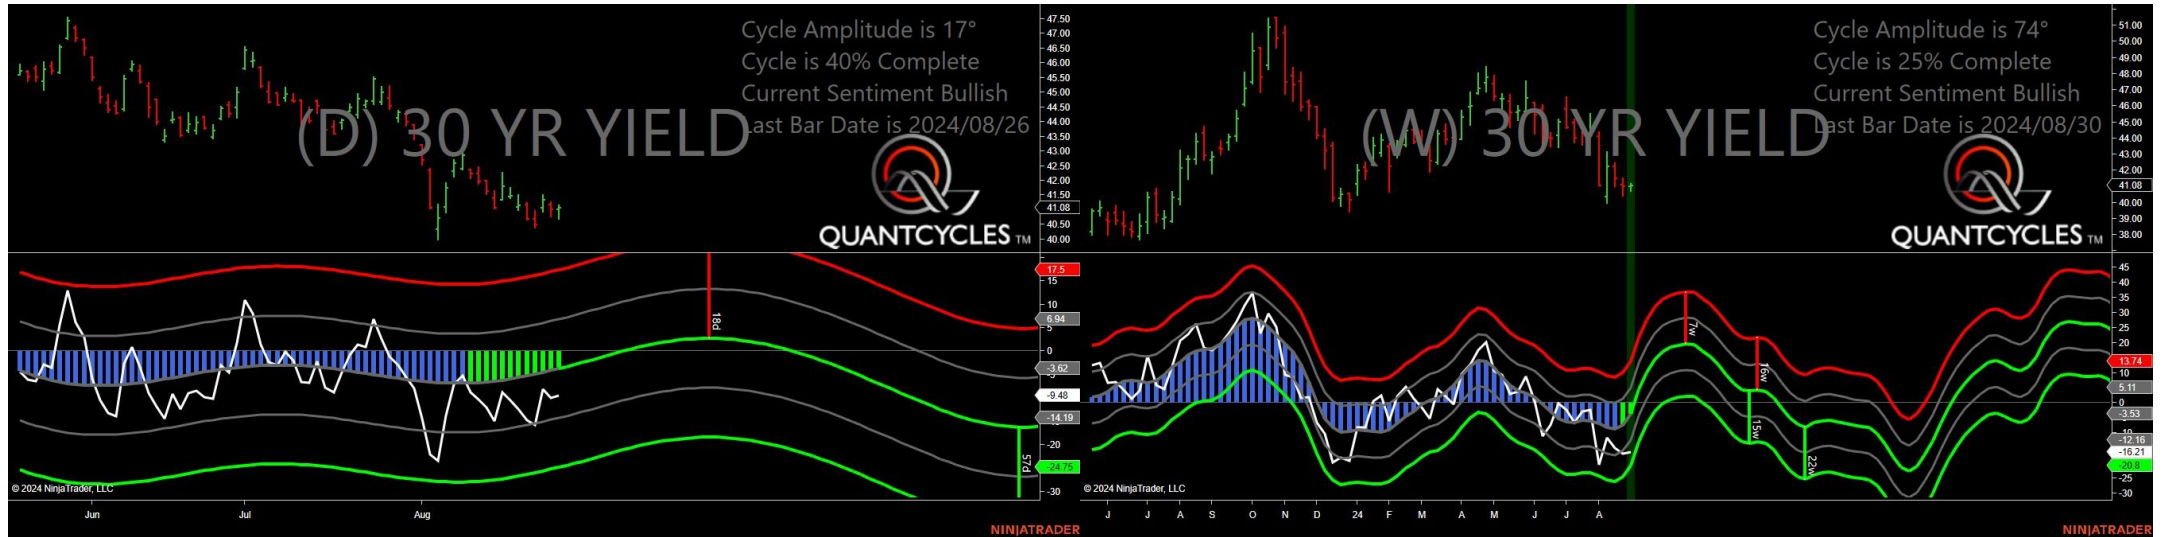 Cycle Amplitude is 17°
Cycle is 40% Complete
Current Sentiment Bullish
Last Bar Date is 2024/08/26
(D) 30 YR YIELD
QUANTCYCLES TM
47.50
47.00
46.50
46.00
45.50
45.00
44.50
44.00
43.50
43.00
42.50
42.00
41.50
41.08
40.50
40.00
17.5
15
10
6.94
5
0
-3.62
-9.48
-14.19
-20
-24.75
-30
18d
57d
© 2024 NinjaTrader, LLC
Jun
Jul
Aug
NINJATRADER
Cycle Amplitude is 74°
Cycle is 25% Complete
Current Sentiment Bullish
Last Bar Date is 2024/08/30
(W) 30 YR YIELD
QUANTCYCLES TM
51.00
50.00
49.00
48.00
47.00
46.00
45.00
44.00
43.00
42.00
41.08
40.00
39.00
38.00
45
40
35
30
25
20
13.74
10
5.11
0
-3.53
-12.16
-16.21
-20.8
-25
-30
7w
16w
15w
22w
© 2024 NinjaTrader, LLC
J
J
A
S
O
N
D
24
F
M
A
M
J
J
A
NINJATRADER